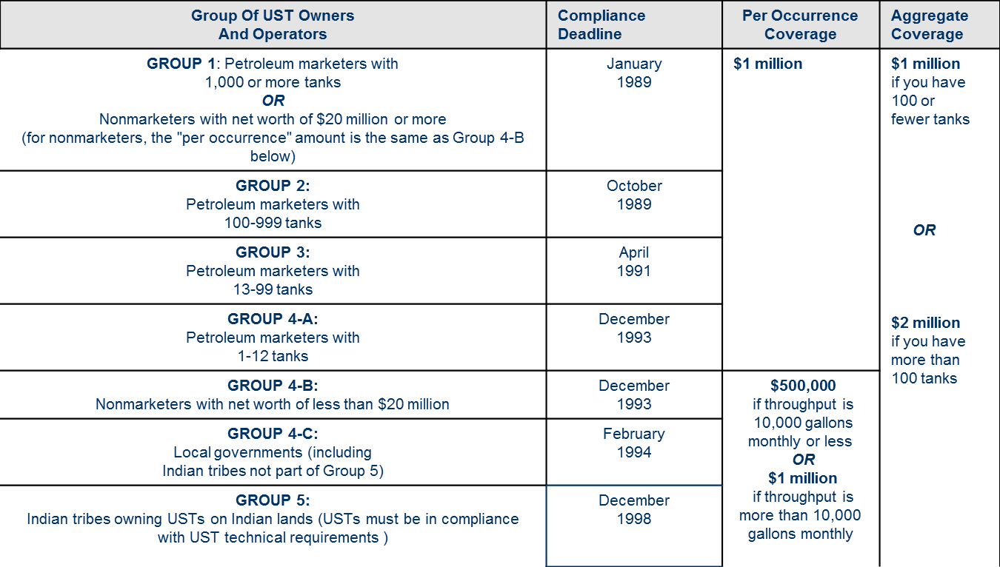 Group Of UST Owners
And Operators
Compliance
Deadline
Per Occurrence
Coverage
Aggregate
Coverage
GROUP 1: Petroleum marketers with
1,000 or more tanks
OR
Nonmarketers with net worth of $20 million or more
(for nonmarketers, the "per occurrence" amount is the same as Group 4-B
below)
January
1989
$1 million
$1 million
if you have
100 or
fewer tanks
OR
$2 million
if you have
more than
100 tanks
GROUP 2:
Petroleum marketers with
100-999 tanks
October
1989
GROUP 3:
Petroleum marketers with
13-99 tanks
April
1991
GROUP 4-A:
Petroleum marketers with
1-12 tanks
December
1993
GROUP 4-B:
Nonmarketers with net worth of less than $20 million
December
1993
$500,000
if throughput is
10,000 gallons
monthly or less
OR
$1 million
if throughput is
more than 10,000
gallons monthly
GROUP 4-C:
Local governments (including
Indian tribes not part of Group 5)
February
1994
GROUP 5:
Indian tribes owning USTs on Indian lands (USTs must be in compliance
with UST technical requirements )
December
1998